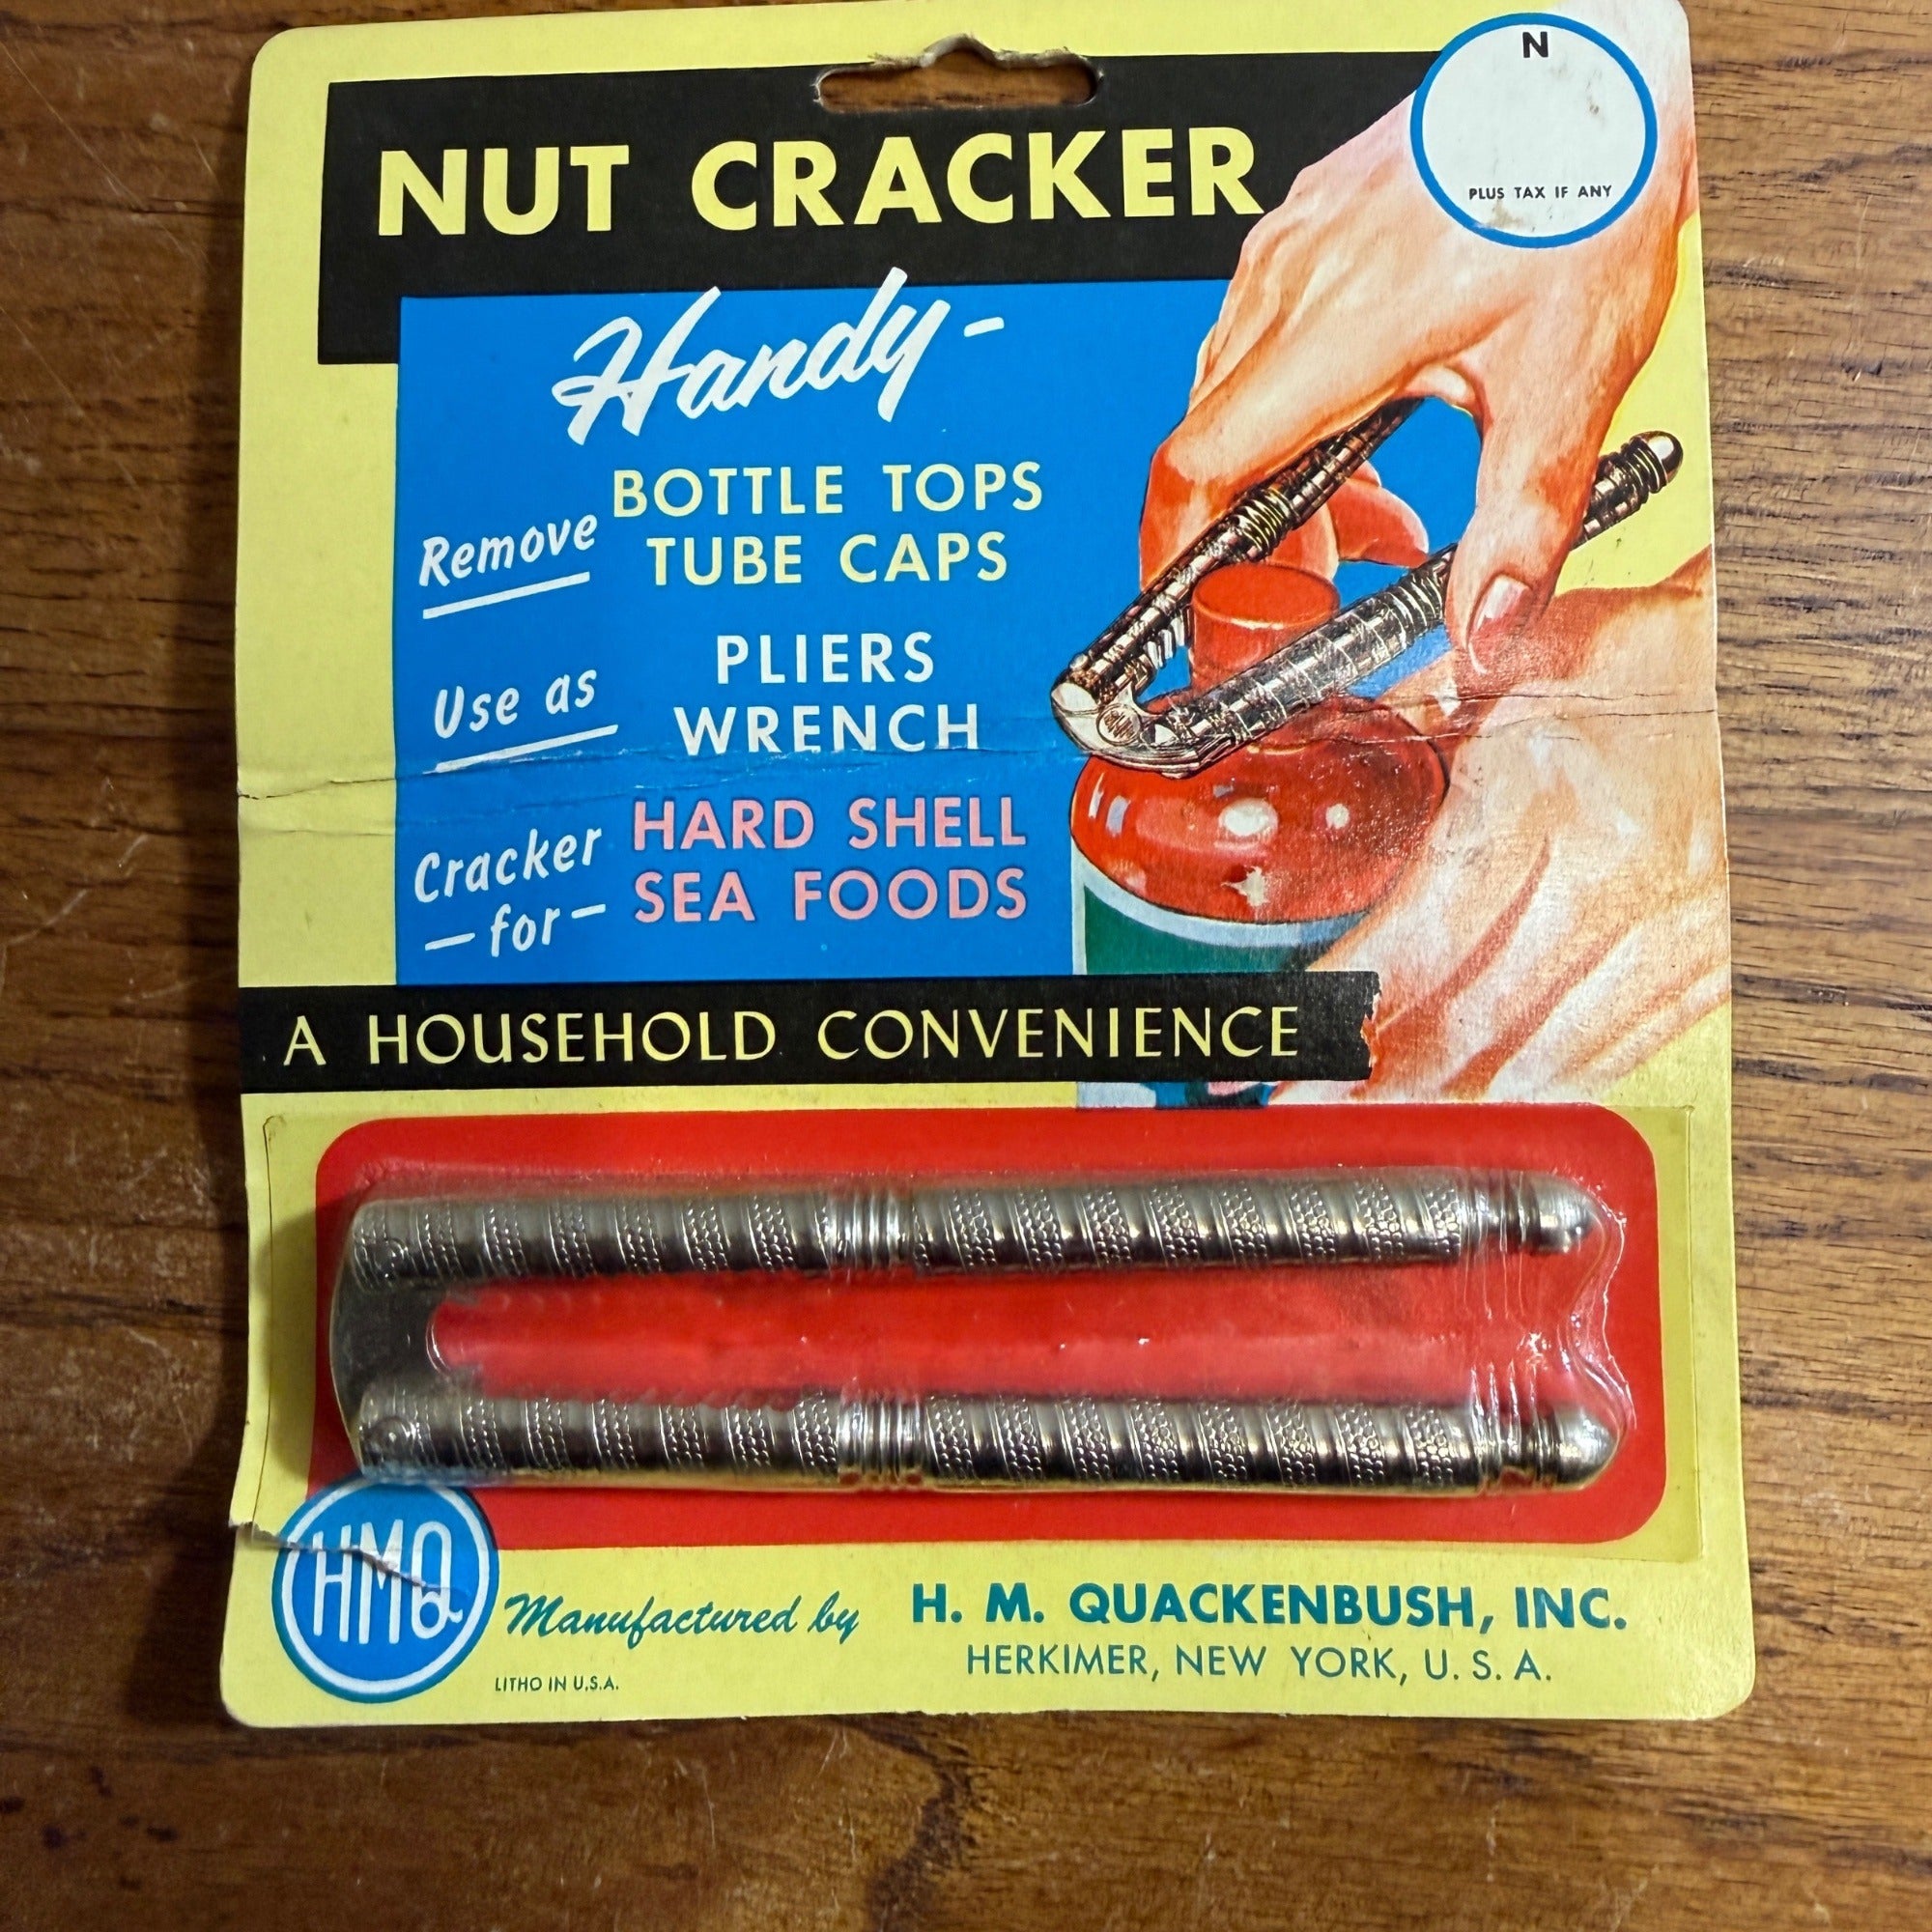 N
PLUS TAX IF ANY
NUT CRACKER
Handy-
Remove
BOTTLE TOPS
TUBE CAPS
Use as
PLIERS
WRENCH
Cracker
-for-
HARD SHELL
SEA FOODS
A HOUSEHOLD CONVENIENCE
HMQ
Manufactured by H. M. QUACKENBUSH, INC.
HERKIMER, NEW YORK, U. S. A.
LITHO IN U.S.A.